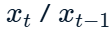 x_t / x_{t−1}